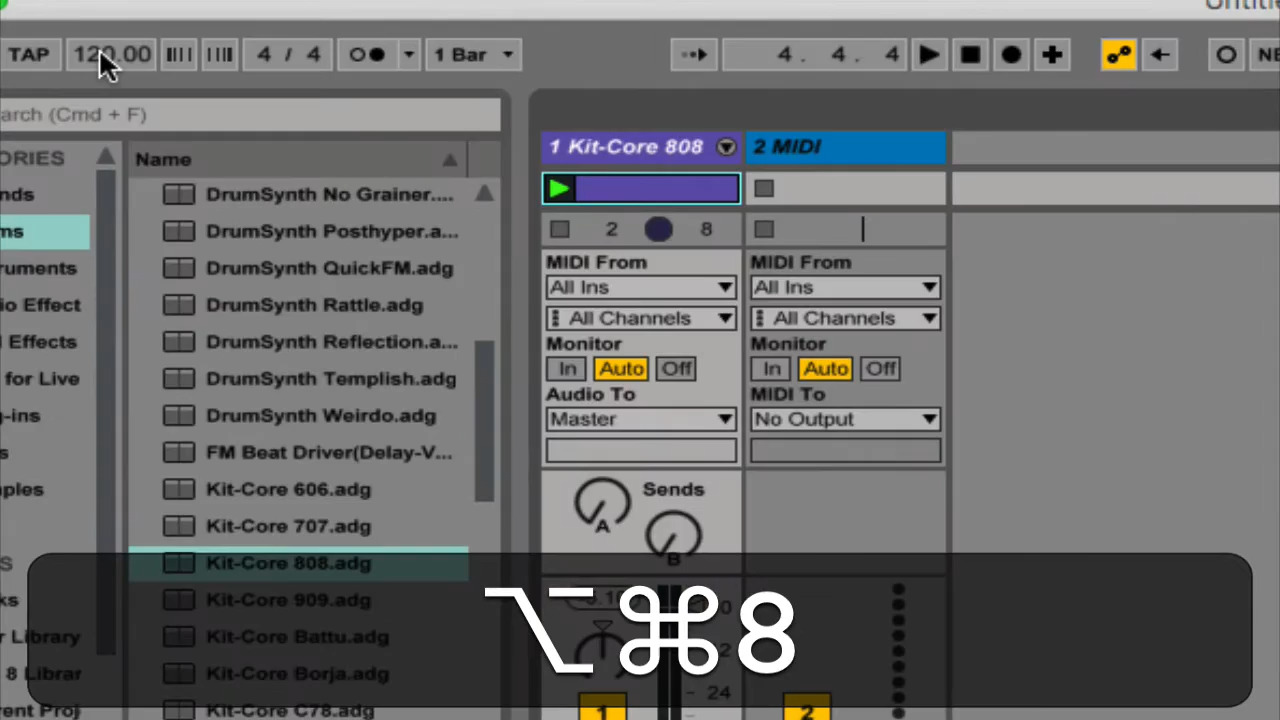 Untitle
TAP 120.00 4 / 4 1 Bar 4. 4. 4 NE
arch (Cmd + F)
ORIES
nds
ms
ruments
io Effect
l Effects
for Live
g-ins
s
ples
S
ks
r Library
8 Librar
rent Proj
Name
DrumSynth No Grainer....
DrumSynth Posthyper.a...
DrumSynth QuickFM.adg
DrumSynth Rattle.adg
DrumSynth Reflection.a...
DrumSynth Templish.adg
DrumSynth Weirdo.adg
FM Beat Driver(Delay-V...
Kit-Core 606.adg
Kit-Core 707.adg
Kit-Core 808.adg
Kit-Core 909.adg
Kit-Core Battu.adg
Kit-Core Borja.adg
Kit-Core C78.adg
1 Kit-Core 808
2 8
MIDI From
All Ins
All Channels
Monitor
In Auto Off
Audio To
Master
Sends
A
B
0
24
1
2 MIDI
MIDI From
All Ins
All Channels
Monitor
In Auto Off
MIDI To
No Output
2
⌥⌘8